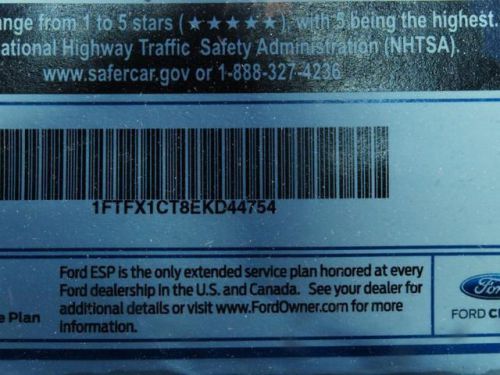 ange from 1 to 5 stars (★★★★★), with 5 being the highest.
ational Highway Traffic Safety Administration (NHTSA).
www.safercar.gov or 1-888-327-4236
1FTFX1CT8EKD44754
Ford ESP is the only extended service plan honored at every
Ford dealership in the U.S. and Canada. See your dealer for
additional details or visit www.FordOwner.com for more
information.
e Plan
Ford
FORD C